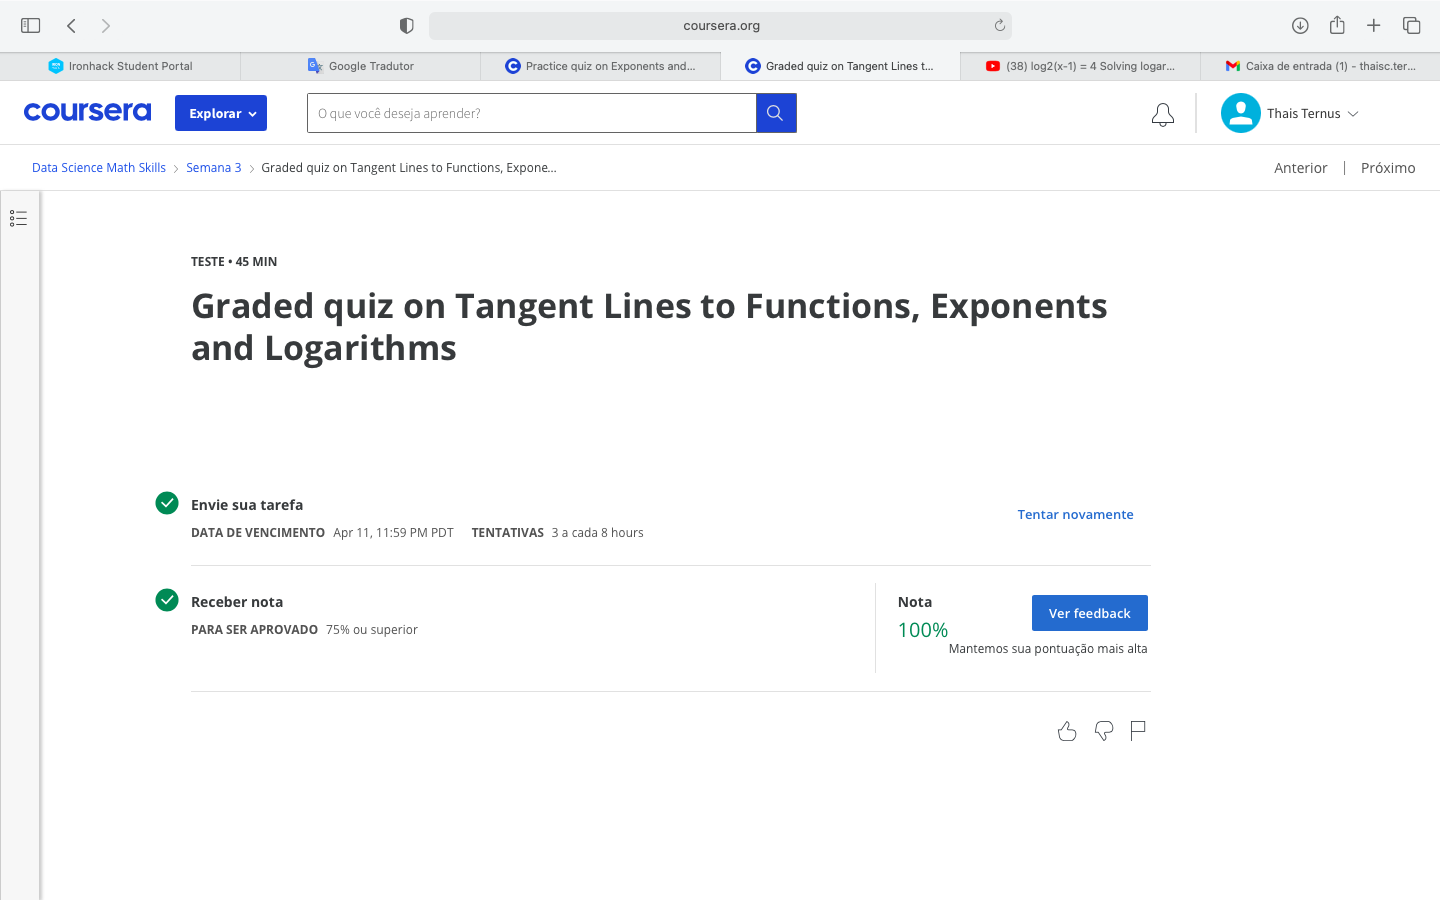 coursera.org
Ironhack Student Portal
Google Tradutor
Practice quiz on Exponents and...
Graded quiz on Tangent Lines t...
(38) log2(x-1) = 4 Solving logar...
Caixa de entrada (1) - thaisc.ter...
coursera
Explorar
O que você deseja aprender?
Thais Ternus
Data Science Math Skills
Semana 3
Graded quiz on Tangent Lines to Functions, Expone...
Anterior
Próximo
TESTE • 45 MIN
Graded quiz on Tangent Lines to Functions, Exponents
and Logarithms
Envie sua tarefa
DATA DE VENCIMENTO Apr 11, 11:59 PM PDT TENTATIVAS 3 a cada 8 hours
Tentar novamente
Receber nota
PARA SER APROVADO 75% ou superior
Nota
100%
Ver feedback
Mantemos sua pontuação mais alta